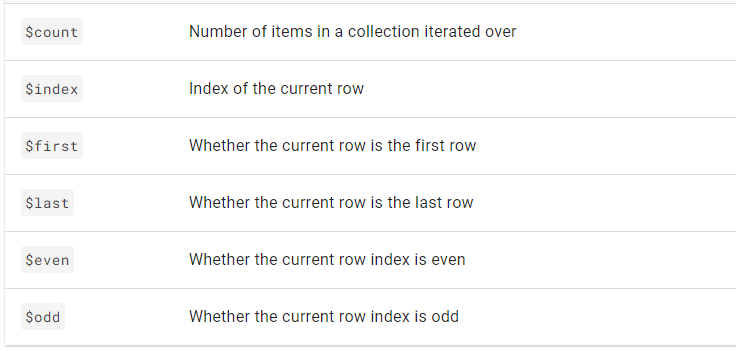 $count Number of items in a collection iterated over
$index Index of the current row
$first Whether the current row is the first row
$last Whether the current row is the last row
$even Whether the current row index is even
$odd Whether the current row index is odd